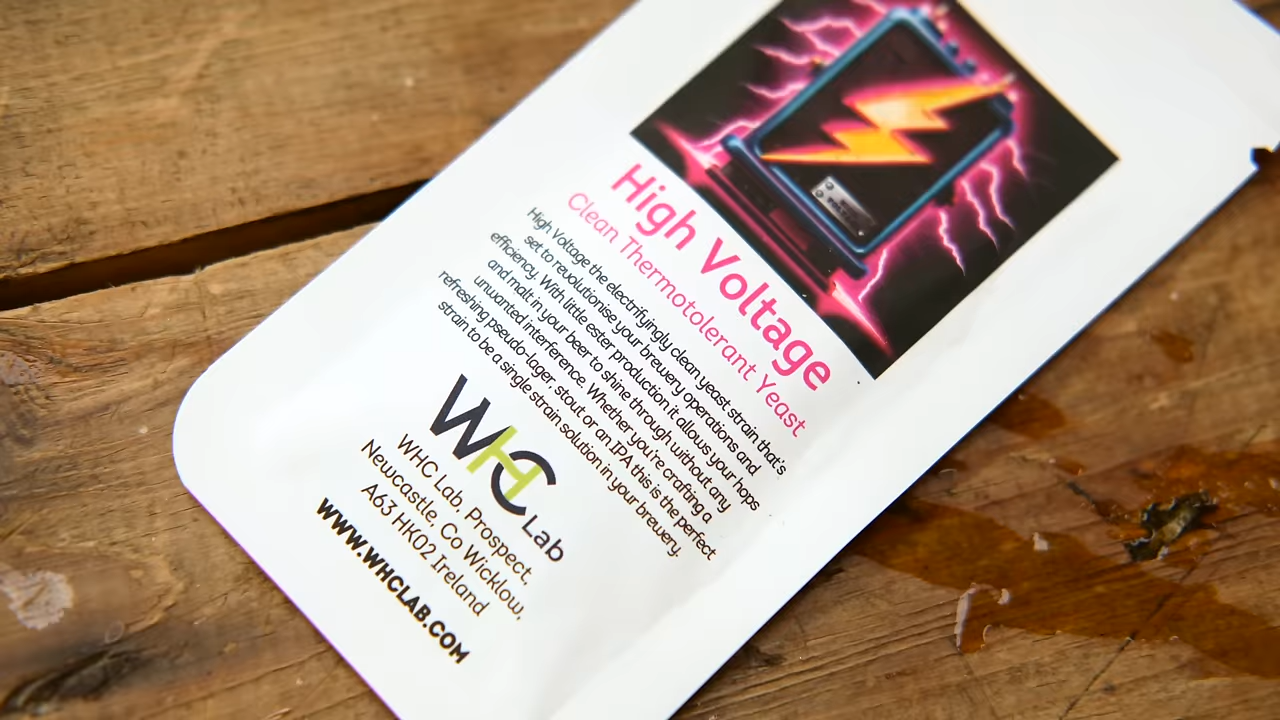 High Voltage
Clean Thermotolerant Yeast
High Voltage the electrifyingly clean yeast strain that's
set to revolutionise your brewery operations and
efficiency. With little ester production it allows your hops
and malt in your beer to shine through without any
unwanted interference. Whether you're crafting a
refreshing pseudo-lager, stout or an IPA this is the perfect
strain to be a single strain solution in your brewery.
WHC Lab
WHC Lab, Prospect,
Newcastle, Co Wicklow,
A63 HK02 Ireland
WWW.WHCLAB.COM